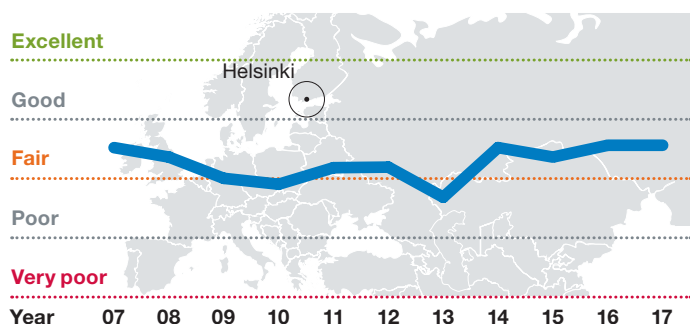 Excellent
Helsinki
Good
Fair
Poor
Very poor
Year 07 08 09 10 11 12 13 14 15 16 17